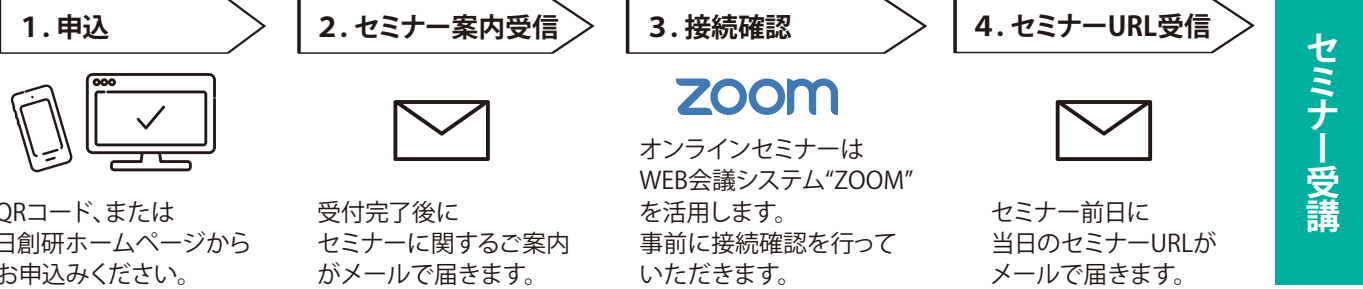 1. 申込
QRコード、または
日創研ホームページから
お申込みください。
2. セミナー案内受信
受付完了後に
セミナーに関するご案内
がメールで届きます。
3. 接続確認
zoom
オンラインセミナーは
WEB会議システム“ZOOM”
を活用します。
事前に接続確認を行って
いただきます。
4. セミナーURL受信
セミナー前日に
当日のセミナーURLが
メールで届きます。
セミナー受講